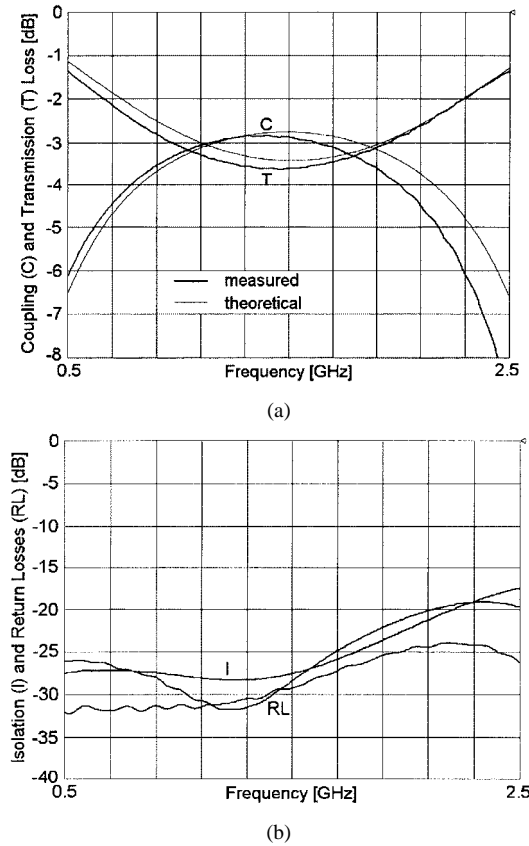 Coupling (C) and Transmission (T) Loss [dB]
0
-1
-2
-3
-4
-5
-6
-7
-8
C
T
measured
theoretical
0.5
Frequency [GHz]
2.5
(a)
Isolation (I) and Return Losses (RL) [dB]
0
-5
-10
-15
-20
-25
-30
-35
-40
I
RL
0.5
Frequency [GHz]
2.5
(b)